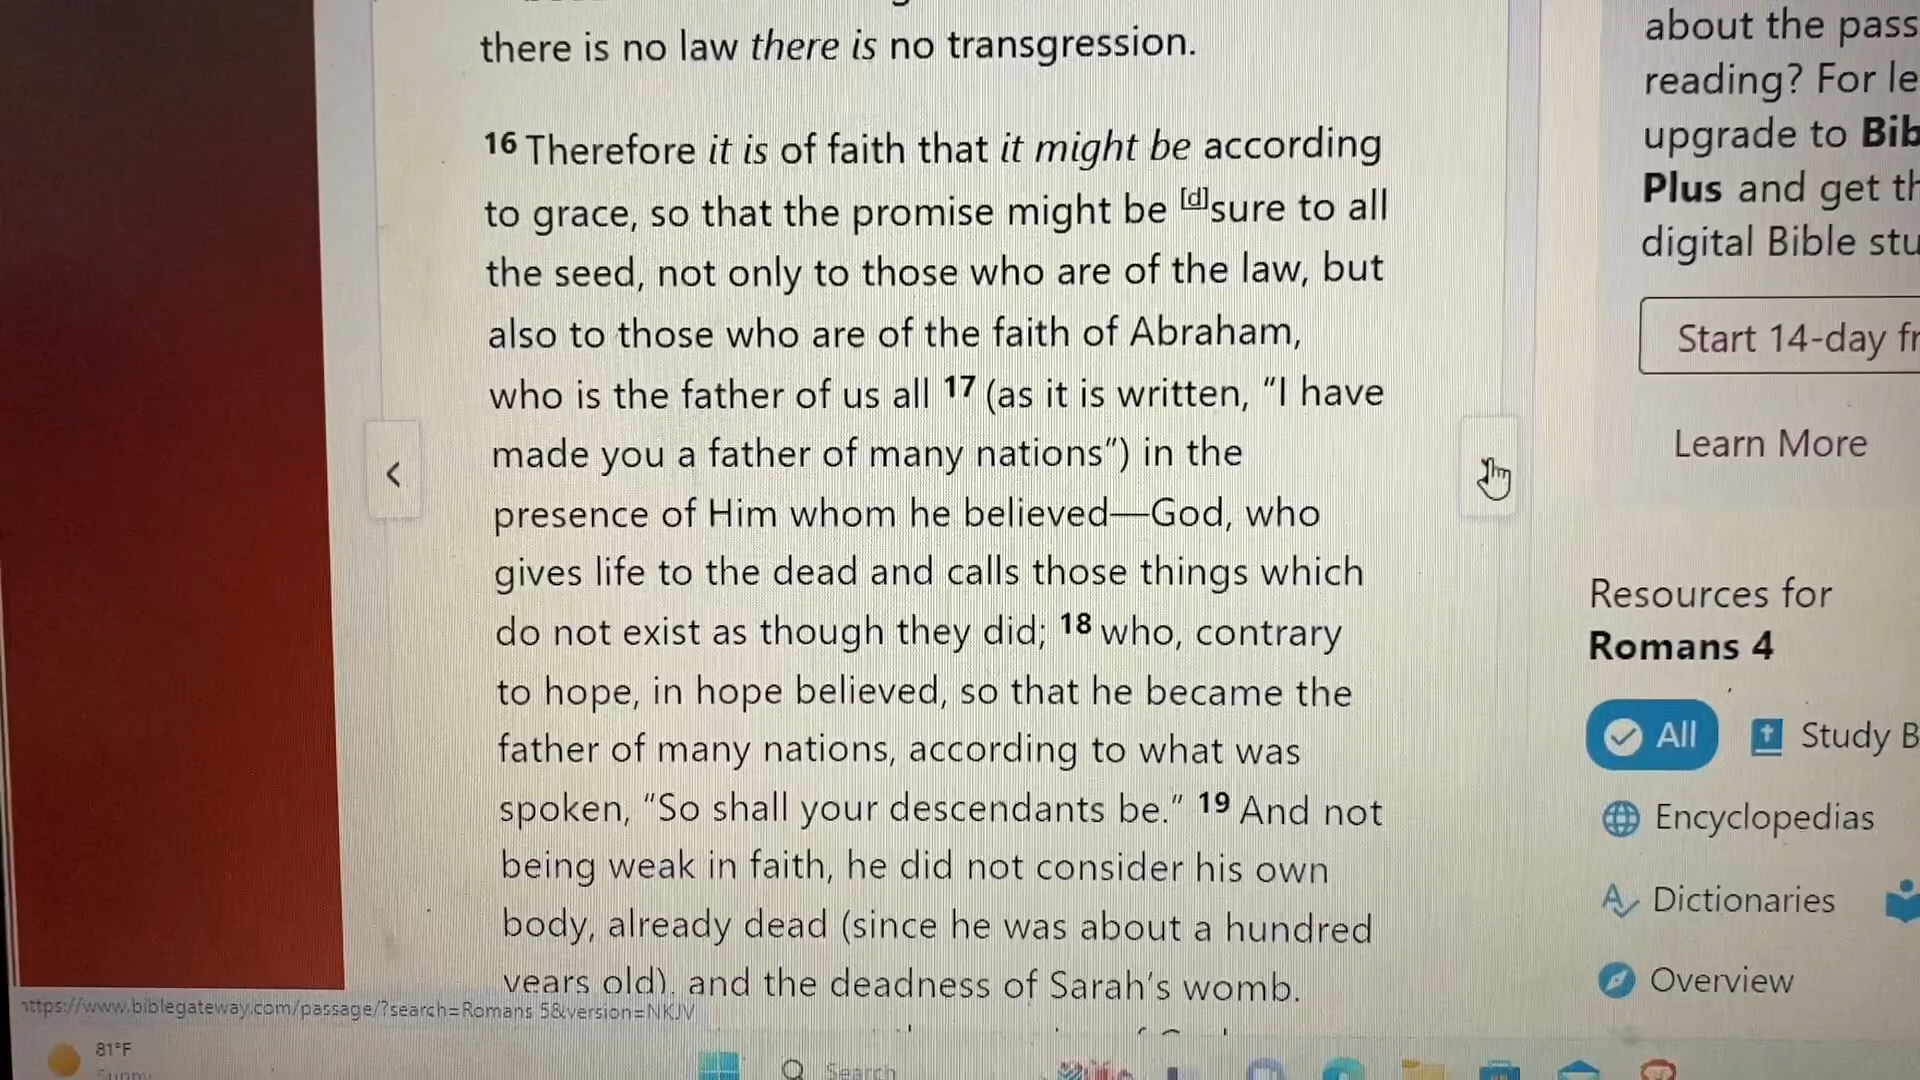 there is no law there is no transgression.
16 Therefore it is of faith that it might be according
to grace, so that the promise might be [d]sure to all
the seed, not only to those who are of the law, but
also to those who are of the faith of Abraham,
who is the father of us all 17 (as it is written, “I have
made you a father of many nations”) in the
presence of Him whom he believed—God, who
gives life to the dead and calls those things which
do not exist as though they did; 18 who, contrary
to hope, in hope believed, so that he became the
father of many nations, according to what was
spoken, “So shall your descendants be.” 19 And not
being weak in faith, he did not consider his own
body, already dead (since he was about a hundred
years old), and the deadness of Sarah’s womb.
<
about the pass
reading? For le
upgrade to Bib
Plus and get th
digital Bible stu
Start 14-day fr
Learn More
Resources for
Romans 4
All
Study B
Encyclopedias
Dictionaries
Overview
https://www.biblegateway.com/passage/?search=Romans 5&version=NKJV
81°F
Sunny
Search